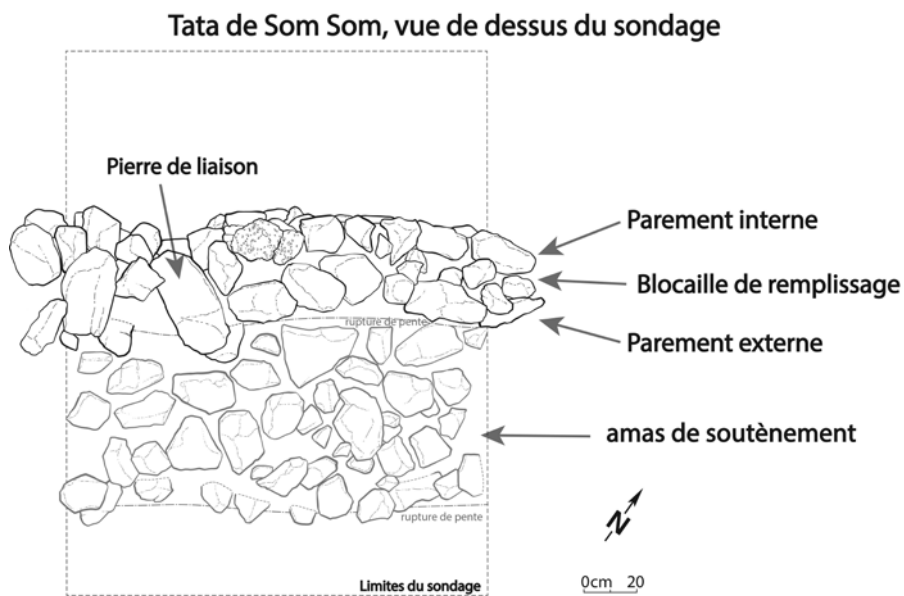 Tata de Som Som, vue de dessus du sondage
Pierre de liaison
Parement interne
Blocaille de remplissage
rupture de pente
Parement externe
amas de soutènement
rupture de pente
N
Limites du sondage
0cm 20